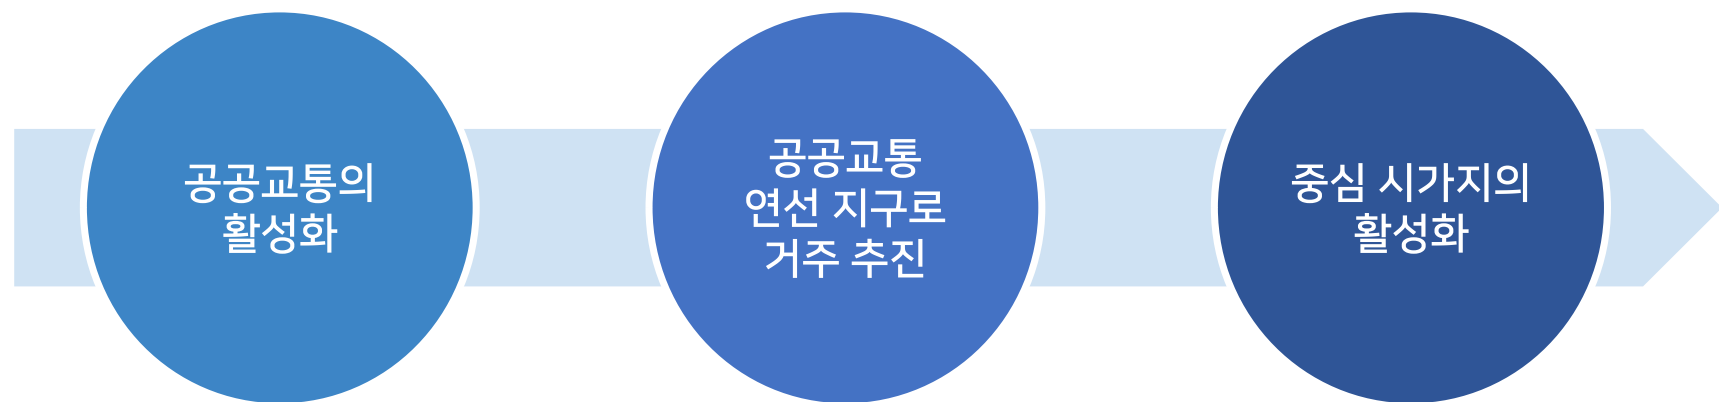 공공교통의
활성화
공공교통
연선 지구로
거주 추진
중심 시가지의
활성화